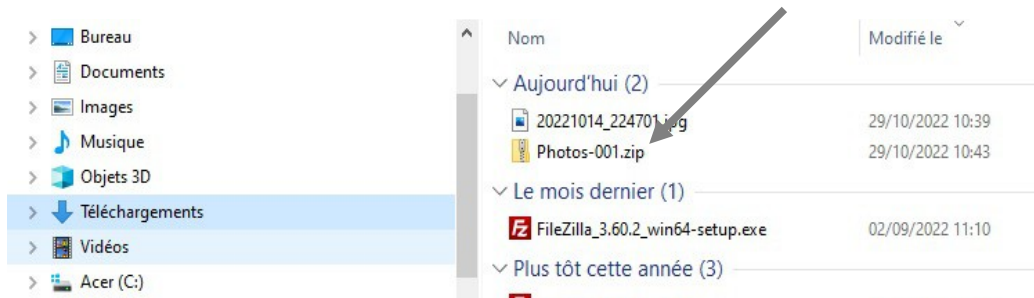 Bureau
Documents
Images
Musique
Objets 3D
Téléchargements
Vidéos
Acer (C:)
Nom
Modifié le
Aujourd'hui (2)
20221014_224701.jpg
29/10/2022 10:39
Photos-001.zip
29/10/2022 10:43
Le mois dernier (1)
FileZilla_3.60.2_win64-setup.exe
02/09/2022 11:10
Plus tôt cette année (3)